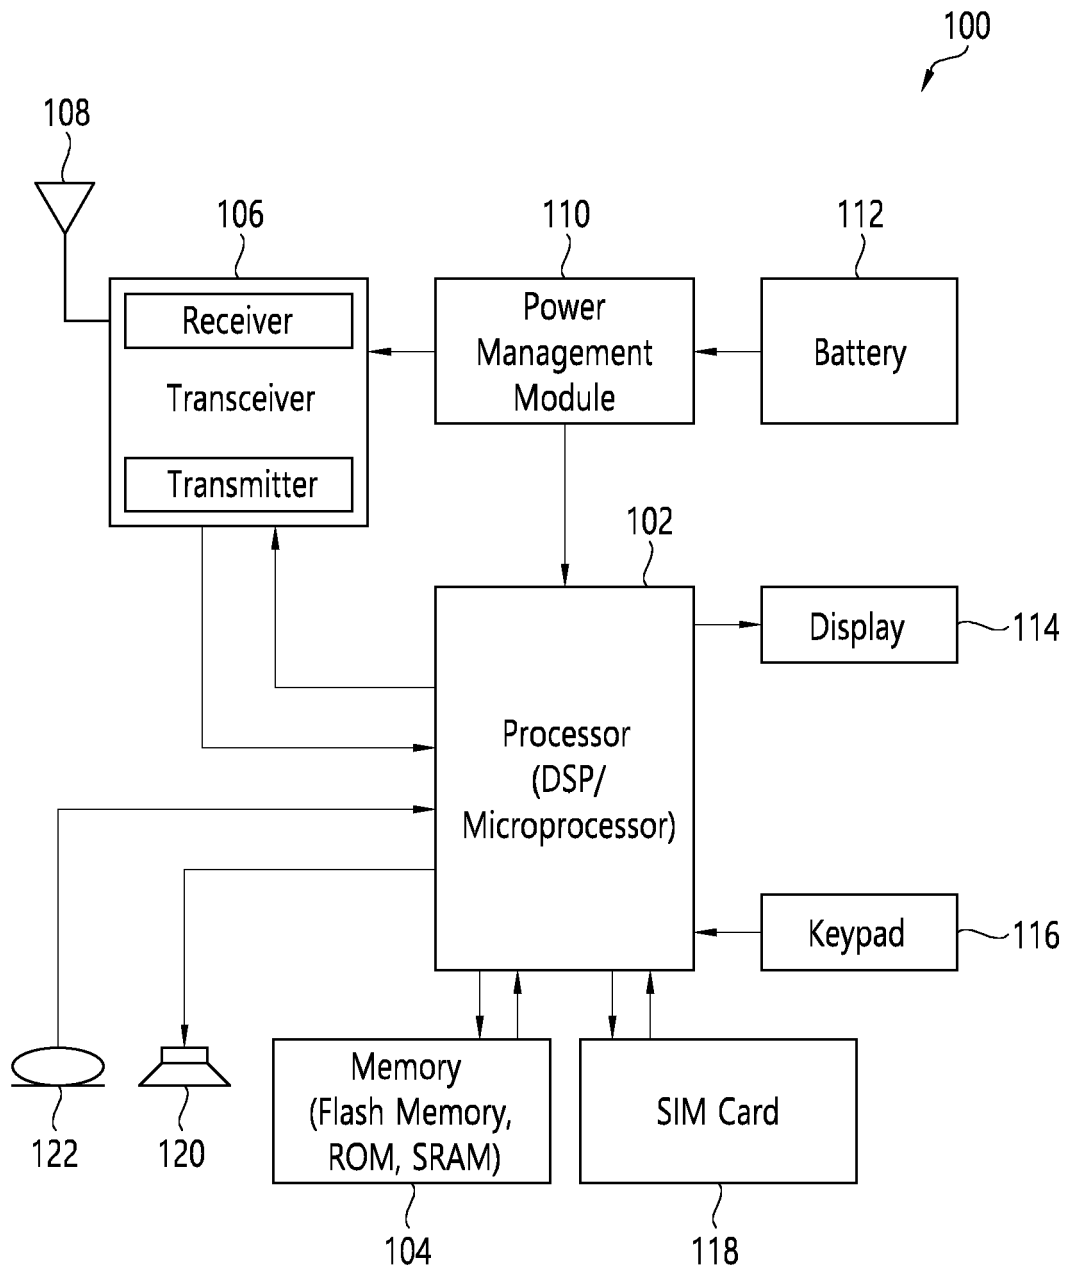 100
108
106
110
112
Receiver
Transceiver
Transmitter
Power
Management
Module
Battery
102
Display
114
Processor
(DSP/
Microprocessor)
Keypad
116
Memory
(Flash Memory,
ROM, SRAM)
SIM Card
122
120
104
118